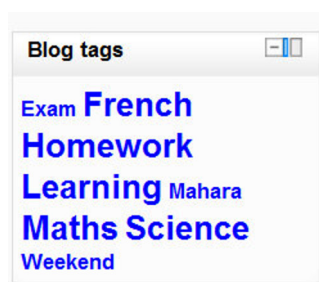 Blog tags
Exam French
Homework
Learning Mahara
Maths Science
Weekend